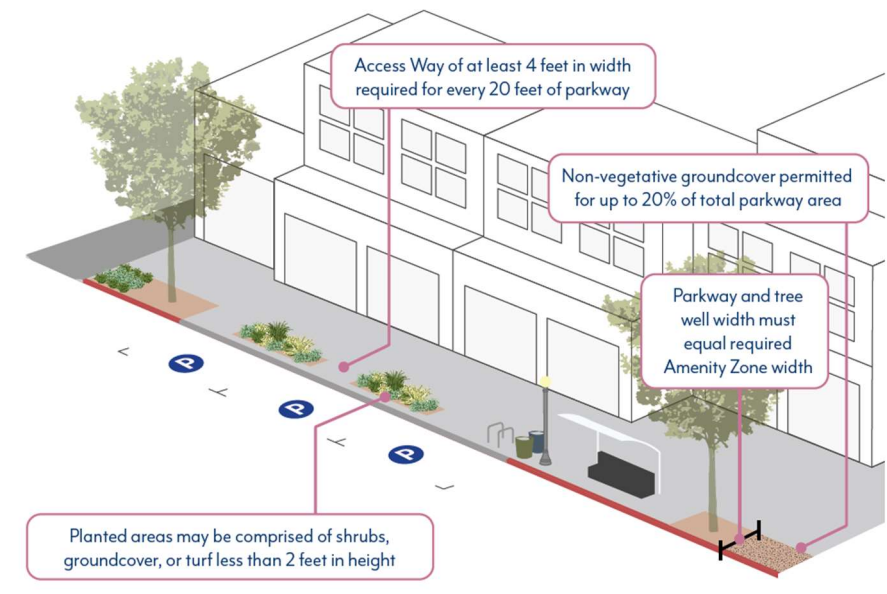 Access Way of at least 4 feet in width
required for every 20 feet of parkway
Non-vegetative groundcover permitted
for up to 20% of total parkway area
Parkway and tree
well width must
equal required
Amenity Zone width
P
P
P
Planted areas may be comprised of shrubs,
groundcover, or turf less than 2 feet in height